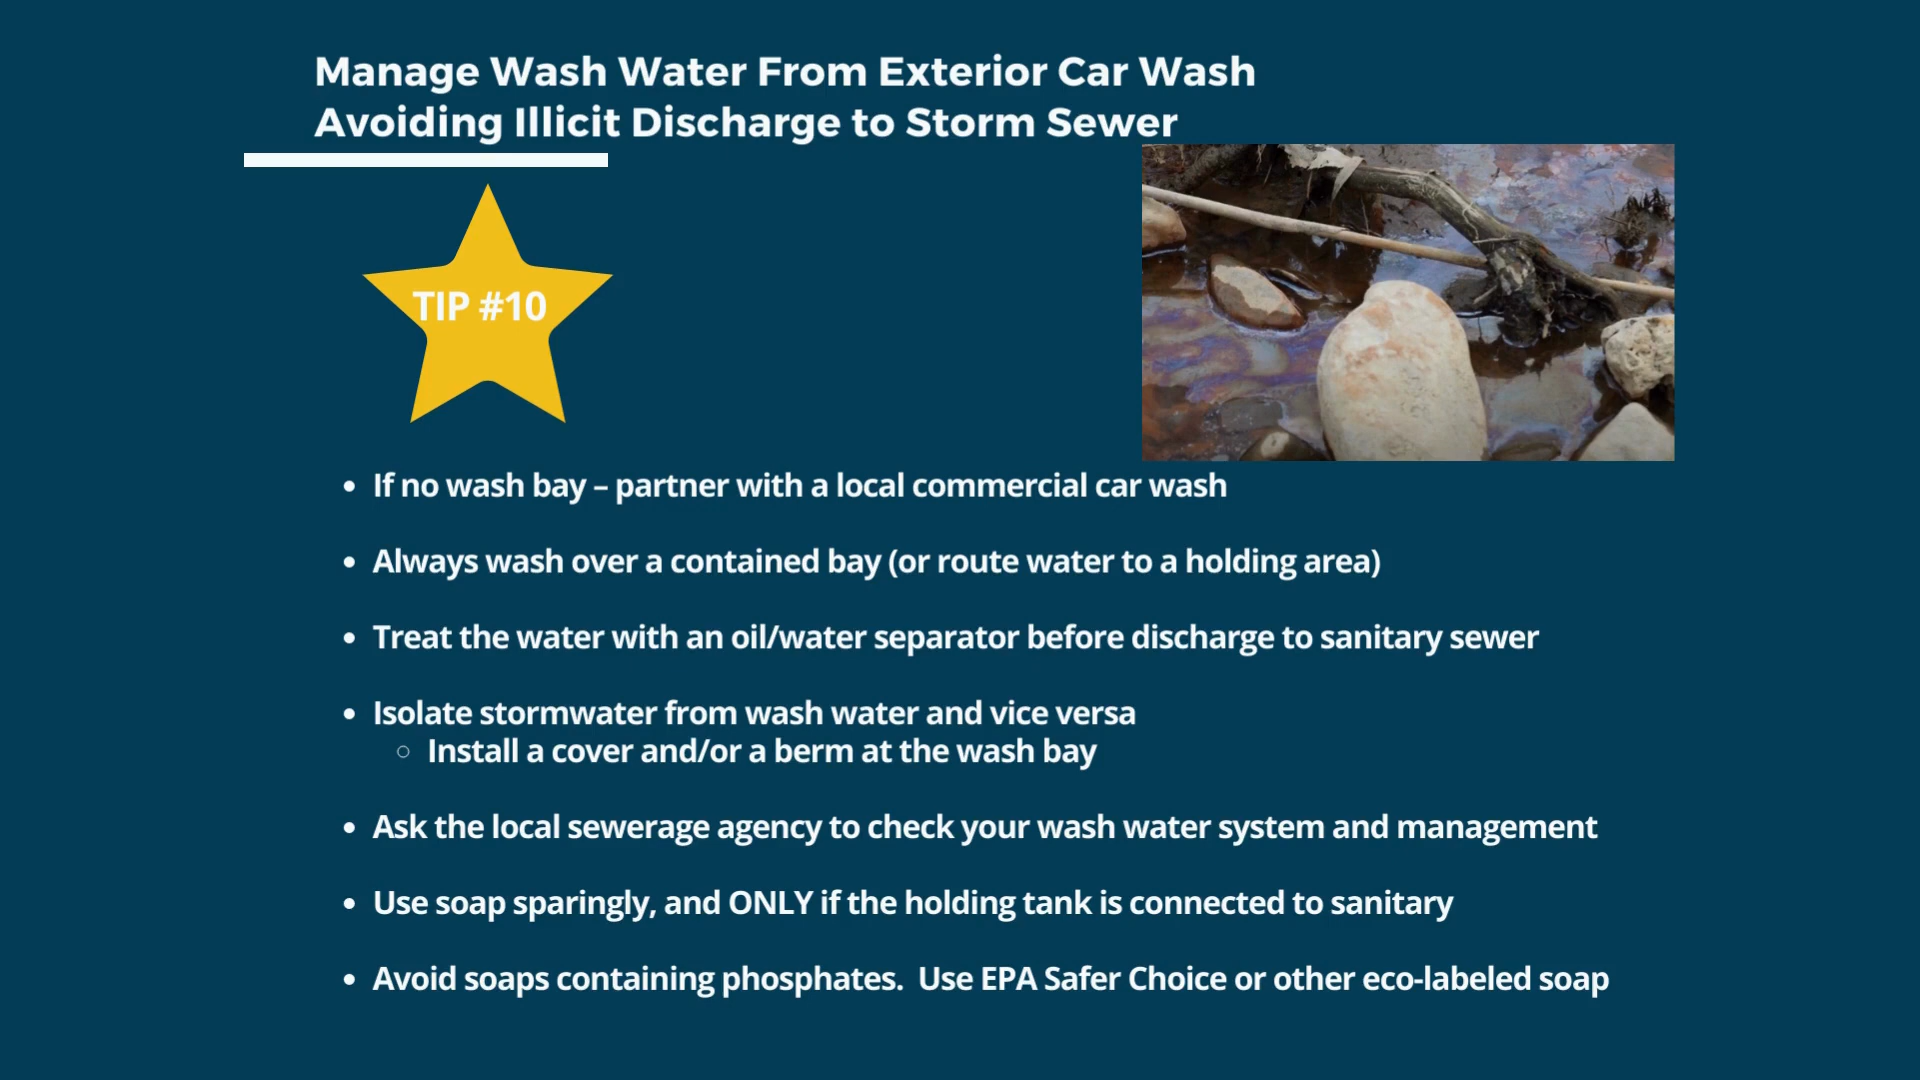 Manage Wash Water From Exterior Car Wash
Avoiding Illicit Discharge to Storm Sewer
TIP #10
• If no wash bay – partner with a local commercial car wash
• Always wash over a contained bay (or route water to a holding area)
• Treat the water with an oil/water separator before discharge to sanitary sewer
• Isolate stormwater from wash water and vice versa
○ Install a cover and/or a berm at the wash bay
• Ask the local sewerage agency to check your wash water system and management
• Use soap sparingly, and ONLY if the holding tank is connected to sanitary
• Avoid soaps containing phosphates.  Use EPA Safer Choice or other eco-labeled soap